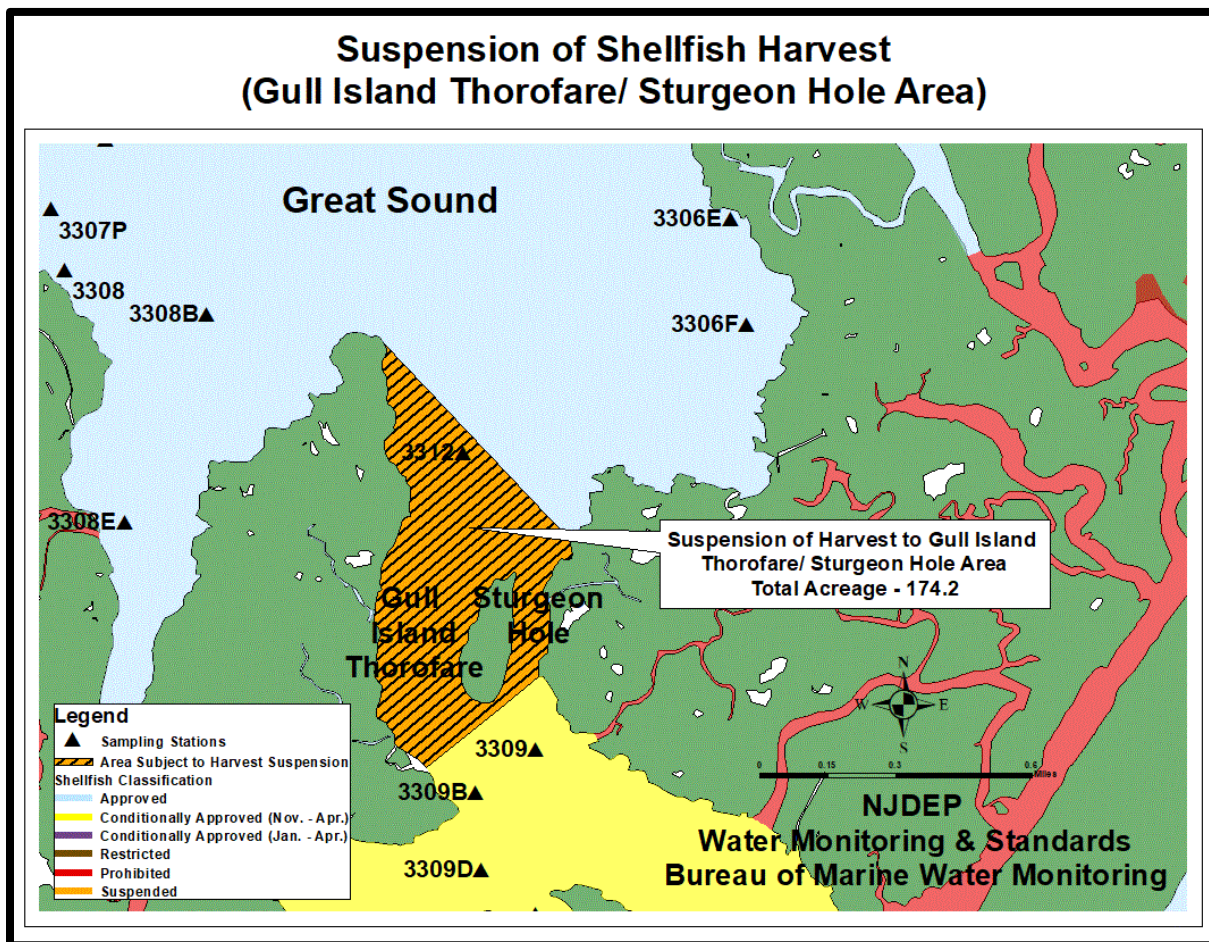 Suspension of Shellfish Harvest
(Gull Island Thorofare/ Sturgeon Hole Area)
Great Sound
3307P
3306E
3308
3308B
3306F
3312
3308E
Suspension of Harvest to Gull Island
Thorofare/ Sturgeon Hole Area
Total Acreage - 174.2
Gull
Island
Thorofare
Sturgeon
Hole
N
W
E
S
Legend
Sampling Stations
Area Subject to Harvest Suspension
Shellfish Classification
Approved
Conditionally Approved (Nov. - Apr.)
Conditionally Approved (Jan. - Apr.)
Restricted
Prohibited
Suspended
3309
3309B
3309D
0 0.15 0.3 0.6
Miles
NJDEP
Water Monitoring & Standards
Bureau of Marine Water Monitoring